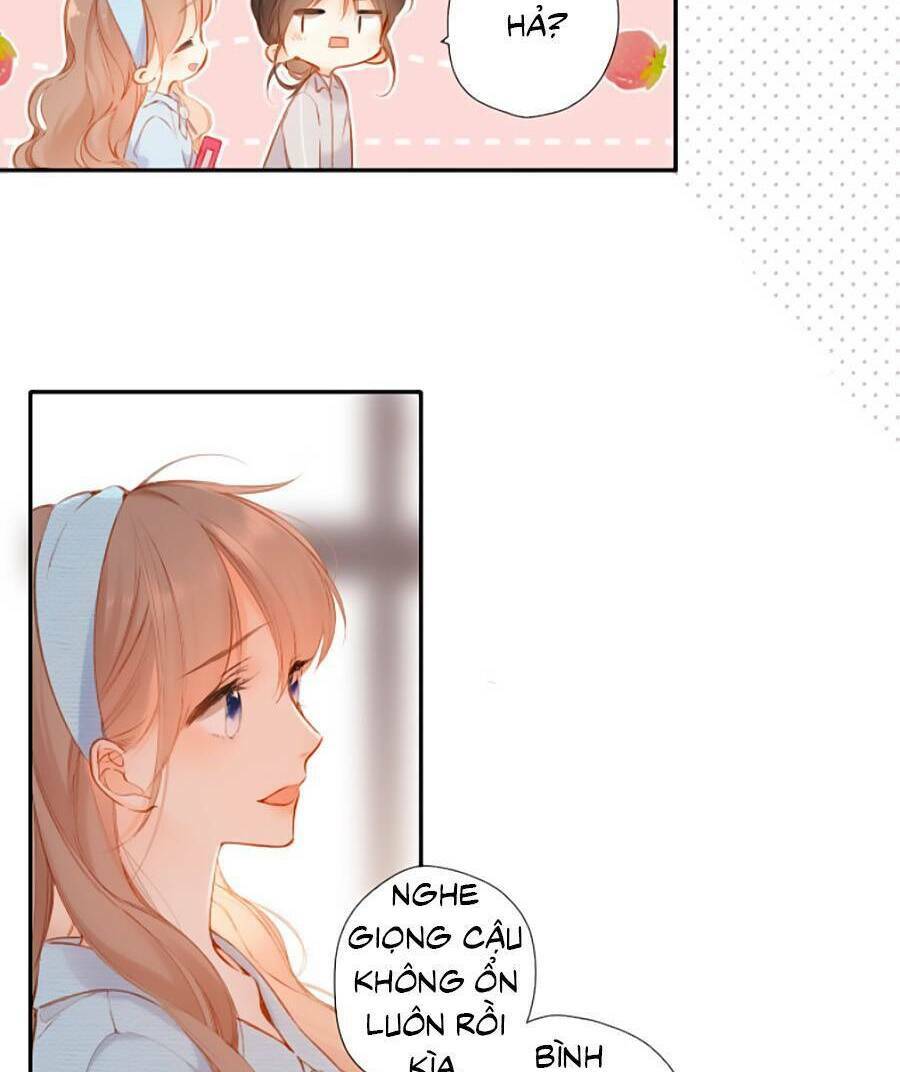 HẢ?
NGHE
GIỌNG CẬU
KHÔNG ỔN
LUÔN RỒI
KÌA
BÌNH